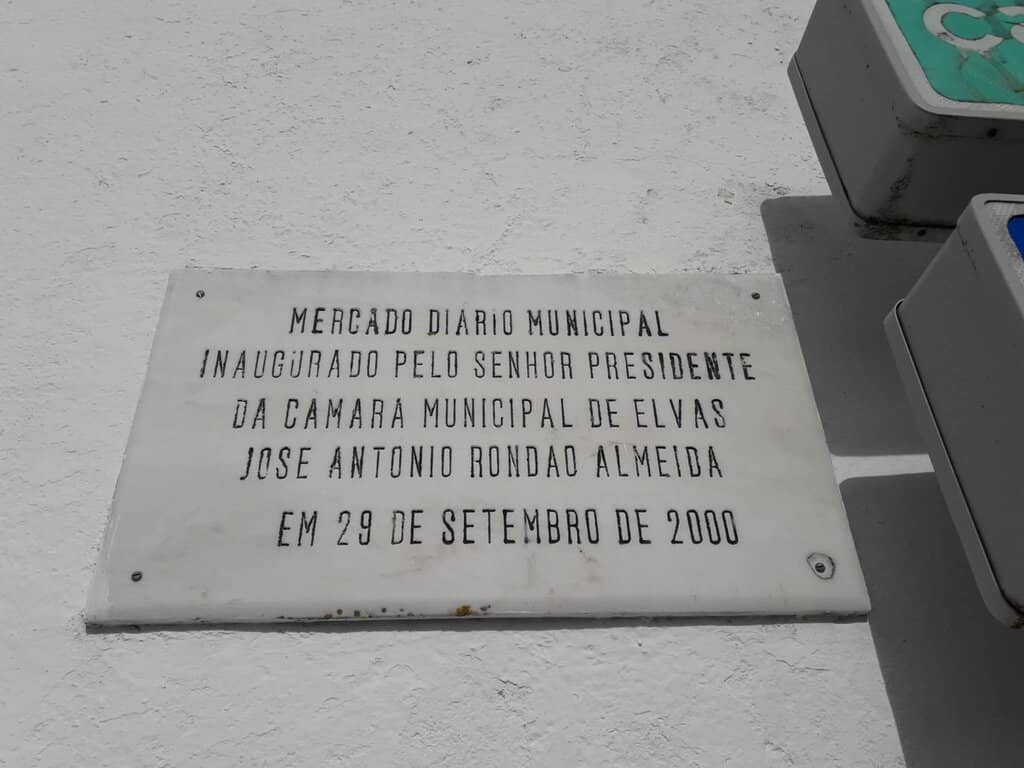 MERCADO DIARIO MUNICIPAL
INAUGURADO PELO SENHOR PRESIDENTE
DA CAMARA MUNICIPAL DE ELVAS
JOSE ANTONIO RONDAO ALMEIDA
EM 29 DE SETEMBRO DE 2000